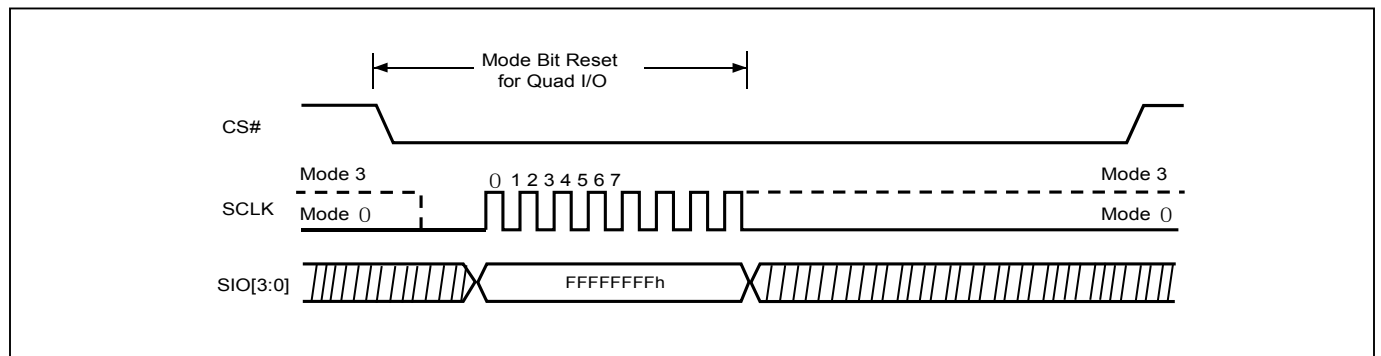 Mode Bit Reset
for Quad I/O
CS#
Mode 3
0 1 2 3 4 5 6 7
Mode 3
SCLK
Mode 0
Mode 0
SIO[3:0]
FFFFFFFFh